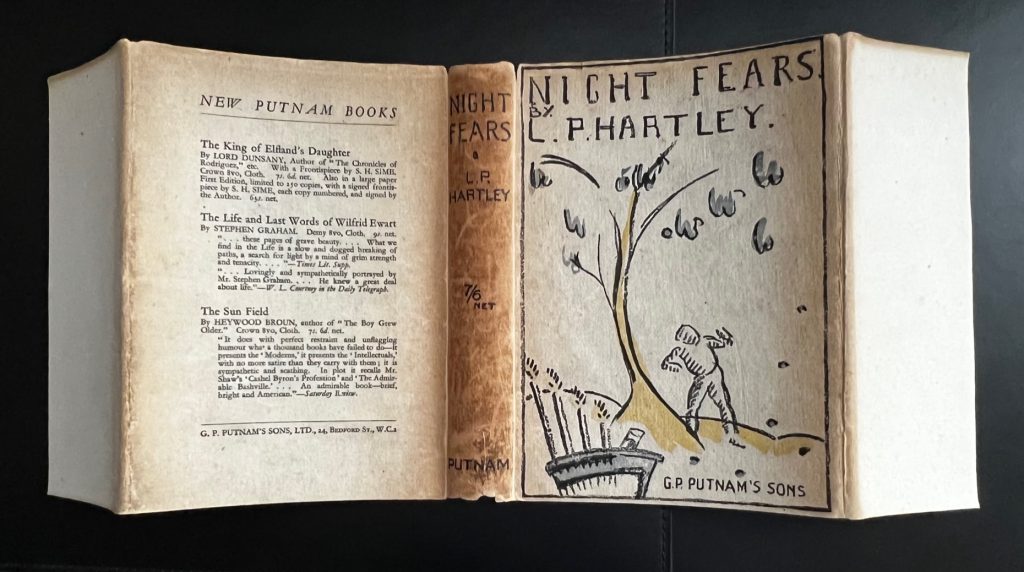 NEW PUTNAM BOOKS
The King of Elfland's Daughter
By LORD DUNSANY, Author of "The Chronicles of
Rodriguez," etc. With a Frontispiece by S. H. SIME.
Crown 8vo, Cloth. 7s. 6d. net. Also in a large paper
First Edition, limited to 250 copies, with a signed frontis-
piece by S. H. SIME, each copy numbered, and signed by
the Author. 63s. net.
The Life and Last Words of Wilfrid Ewart
By STEPHEN GRAHAM. Demy 8vo, Cloth. 9s. net.
". . . these pages of grave beauty. . . . What we
find in the Life is a slow and dogged breaking of
paths, a search for light by a mind of grim strength
and tenacity. . . ."—Times Lit. Supp.
". . . Lovingly and sympathetically portrayed by
Mr. Stephen Graham. . . . He knew a great deal
about life."—W. L. Courtney in the Daily Telegraph.
The Sun Field
By HEYWOOD BROUN, author of "The Boy Grew
Older." Crown 8vo, Cloth. 7s. 6d. net.
"It does with perfect restraint and unflagging
humour what a thousand books have failed to do—it
presents the 'Moderns,' it presents the 'Intellectuals,'
with no more satire than they carry with them; it is
sympathetic and scathing. In plot it recalls Mr.
Shaw's 'Cashel Byron's Profession' and 'The Admir-
able Bashville.' . . . An admirable book—brief,
bright and American."—Saturday Review.
G. P. PUTNAM'S SONS, LTD., 24, BEDFORD ST., W.C.2
NIGHT
FEARS
L.P.
HARTLEY
7/6
NET
PUTNAM
NIGHT FEARS.
BY
L. P. HARTLEY.
G.P. PUTNAM'S SONS